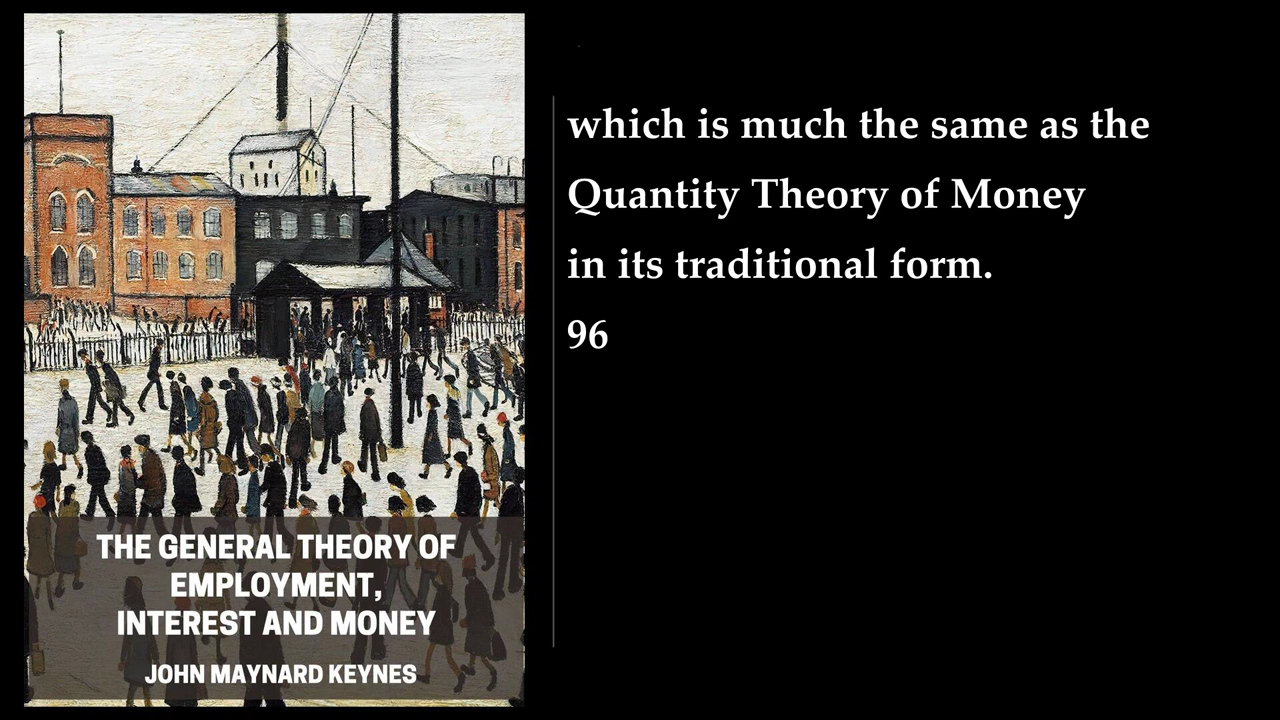 THE GENERAL THEORY OF
EMPLOYMENT,
INTEREST AND MONEY
JOHN MAYNARD KEYNES
which is much the same as the
Quantity Theory of Money
in its traditional form.
96